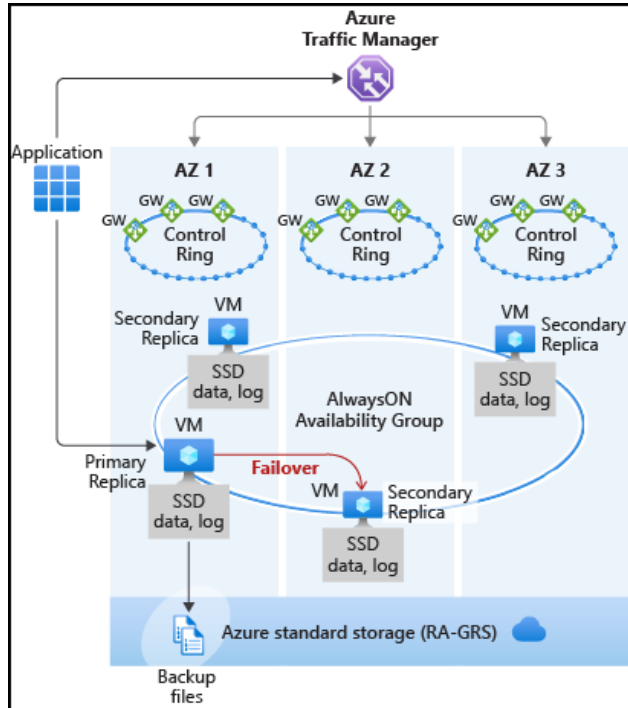 Azure
Traffic Manager
Application
AZ 1
AZ 2
AZ 3
GW
GW
GW
Control
Ring
GW
GW
GW
Control
Ring
GW
GW
GW
Control
Ring
VM
Secondary
Replica
SSD
data, log
VM
Secondary
Replica
SSD
data, log
AlwaysON
Availability Group
VM
Primary
Replica
SSD
data, log
Failover
VM
Secondary
Replica
SSD
data, log
Azure standard storage (RA-GRS)
Backup
files